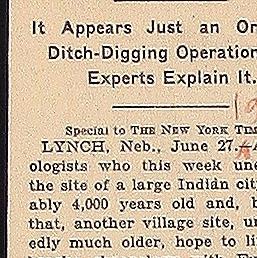 It Appears Just an Or
Ditch-Digging Operation
Experts Explain It.
Special to THE NEW YORK TIM
LYNCH, Neb., June 27.—A
ologists who this week une
the site of a large Indian cit
ably 4,000 years old and, b
that, another village site, un
edly much older, hope to li